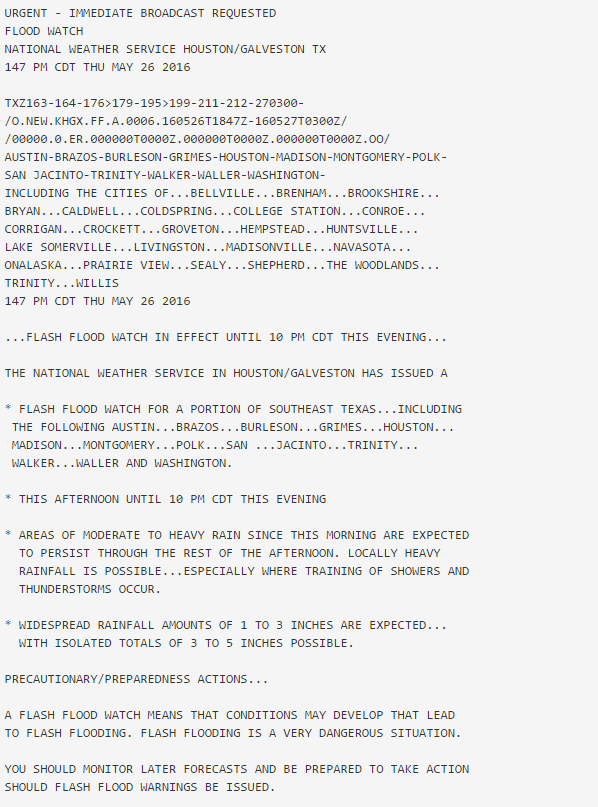 URGENT - IMMEDIATE BROADCAST REQUESTED
FLOOD WATCH
NATIONAL WEATHER SERVICE HOUSTON/GALVESTON TX
147 PM CDT THU MAY 26 2016
TXZ163-164-176>179-195>199-211-212-270300-
/O.NEW.KHGX.FF.A.0006.160526T1847Z-160527T0300Z/
/00000.0.ER.000000T0000Z.000000T0000Z.000000T0000Z.OO/
AUSTIN-BRAZOS-BURLESON-GRIMES-HOUSTON-MADISON-MONTGOMERY-POLK-
SAN JACINTO-TRINITY-WALKER-WALLER-WASHINGTON-
INCLUDING THE CITIES OF...BELLVILLE...BRENHAM...BROOKSHIRE...
BRYAN...CALDWELL...COLDSPRING...COLLEGE STATION...CONROE...
CORRIGAN...CROCKETT...GROVETON...HEMPSTEAD...HUNTSVILLE...
LAKE SOMERVILLE...LIVINGSTON...MADISONVILLE...NAVASOTA...
ONALASKA...PRAIRIE VIEW...SEALY...SHEPHERD...THE WOODLANDS...
TRINITY...WILLIS
147 PM CDT THU MAY 26 2016
...FLASH FLOOD WATCH IN EFFECT UNTIL 10 PM CDT THIS EVENING...
THE NATIONAL WEATHER SERVICE IN HOUSTON/GALVESTON HAS ISSUED A
* FLASH FLOOD WATCH FOR A PORTION OF SOUTHEAST TEXAS...INCLUDING
THE FOLLOWING AUSTIN...BRAZOS...BURLESON...GRIMES...HOUSTON...
MADISON...MONTGOMERY...POLK...SAN ...JACINTO...TRINITY...
WALKER...WALLER AND WASHINGTON.
* THIS AFTERNOON UNTIL 10 PM CDT THIS EVENING
* AREAS OF MODERATE TO HEAVY RAIN SINCE THIS MORNING ARE EXPECTED
TO PERSIST THROUGH THE REST OF THE AFTERNOON. LOCALLY HEAVY
RAINFALL IS POSSIBLE...ESPECIALLY WHERE TRAINING OF SHOWERS AND
THUNDERSTORMS OCCUR.
* WIDESPREAD RAINFALL AMOUNTS OF 1 TO 3 INCHES ARE EXPECTED...
WITH ISOLATED TOTALS OF 3 TO 5 INCHES POSSIBLE.
PRECAUTIONARY/PREPAREDNESS ACTIONS...
A FLASH FLOOD WATCH MEANS THAT CONDITIONS MAY DEVELOP THAT LEAD
TO FLASH FLOODING. FLASH FLOODING IS A VERY DANGEROUS SITUATION.
YOU SHOULD MONITOR LATER FORECASTS AND BE PREPARED TO TAKE ACTION
SHOULD FLASH FLOOD WARNINGS BE ISSUED.